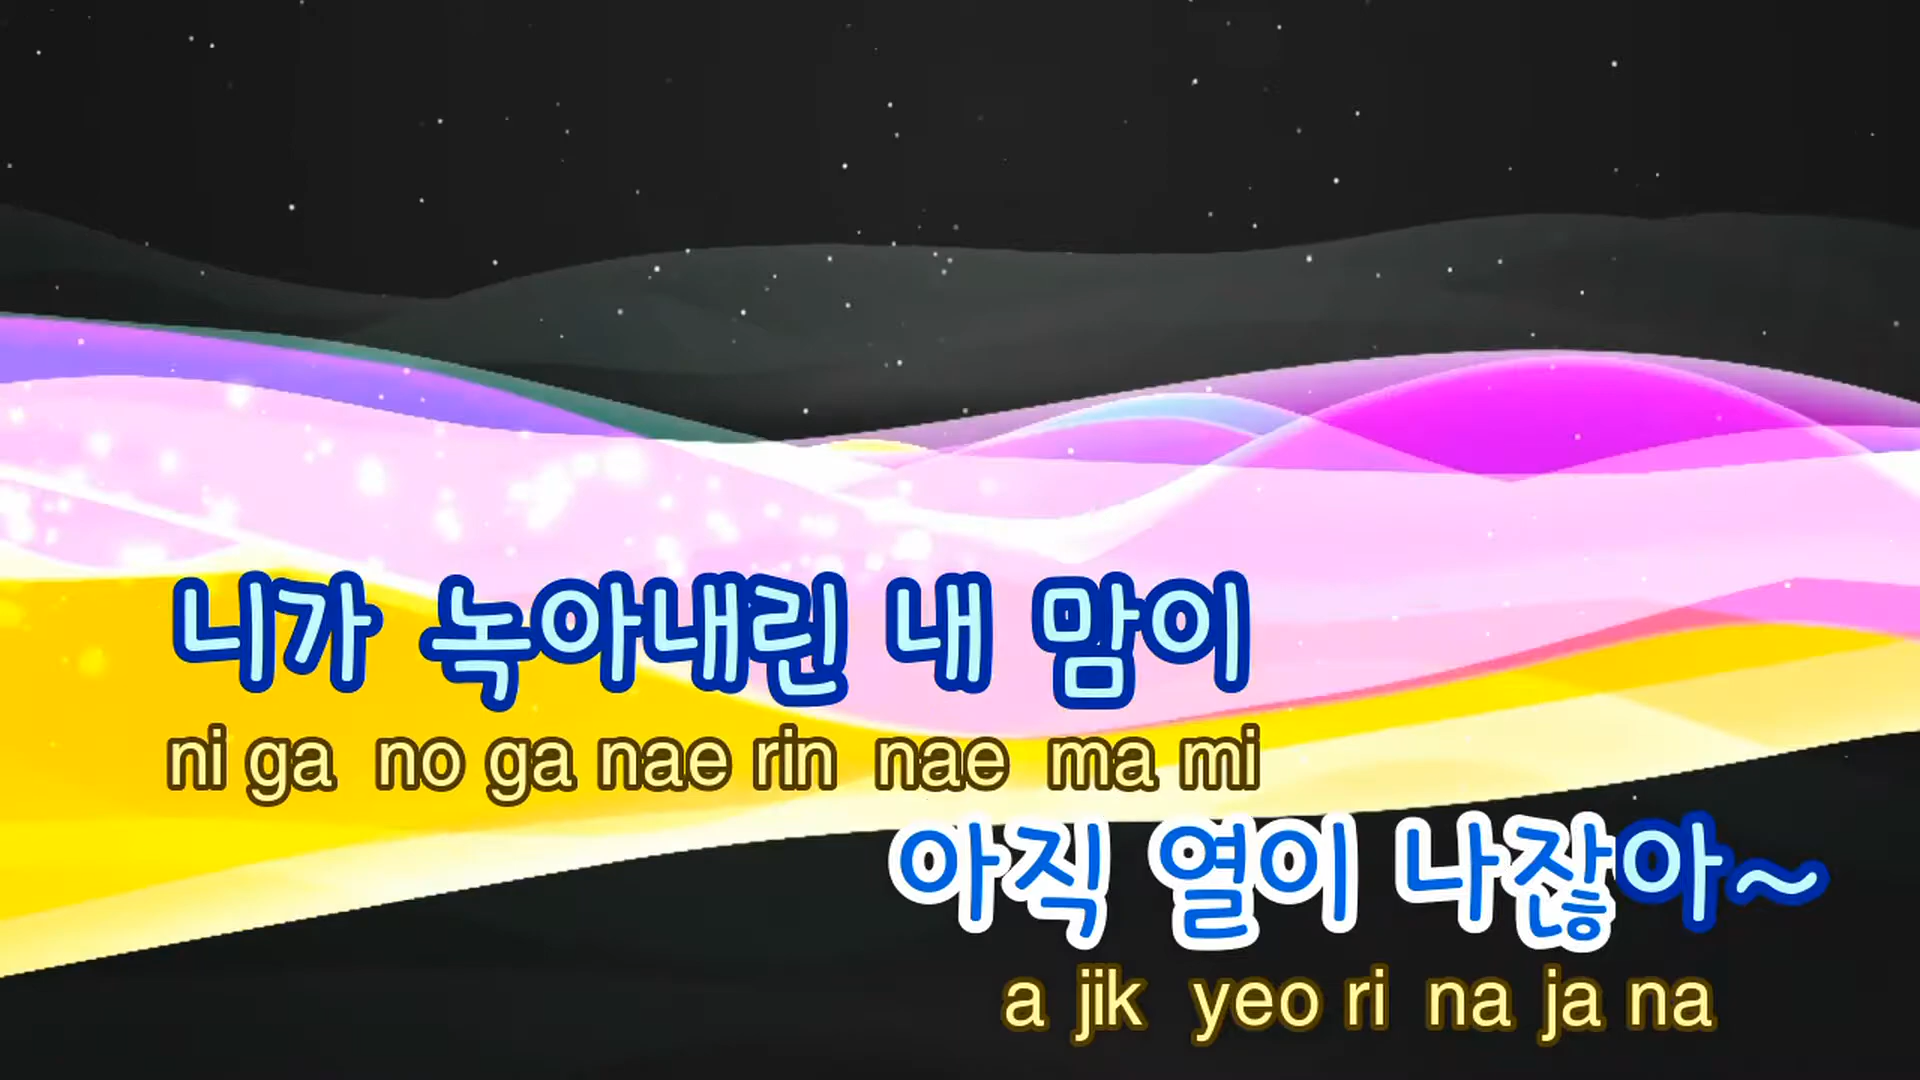 니가 녹아내린 내 맘이
ni ga no ga nae rin nae ma mi
아직 열이 나잖아~
a jik yeo ri na ja na